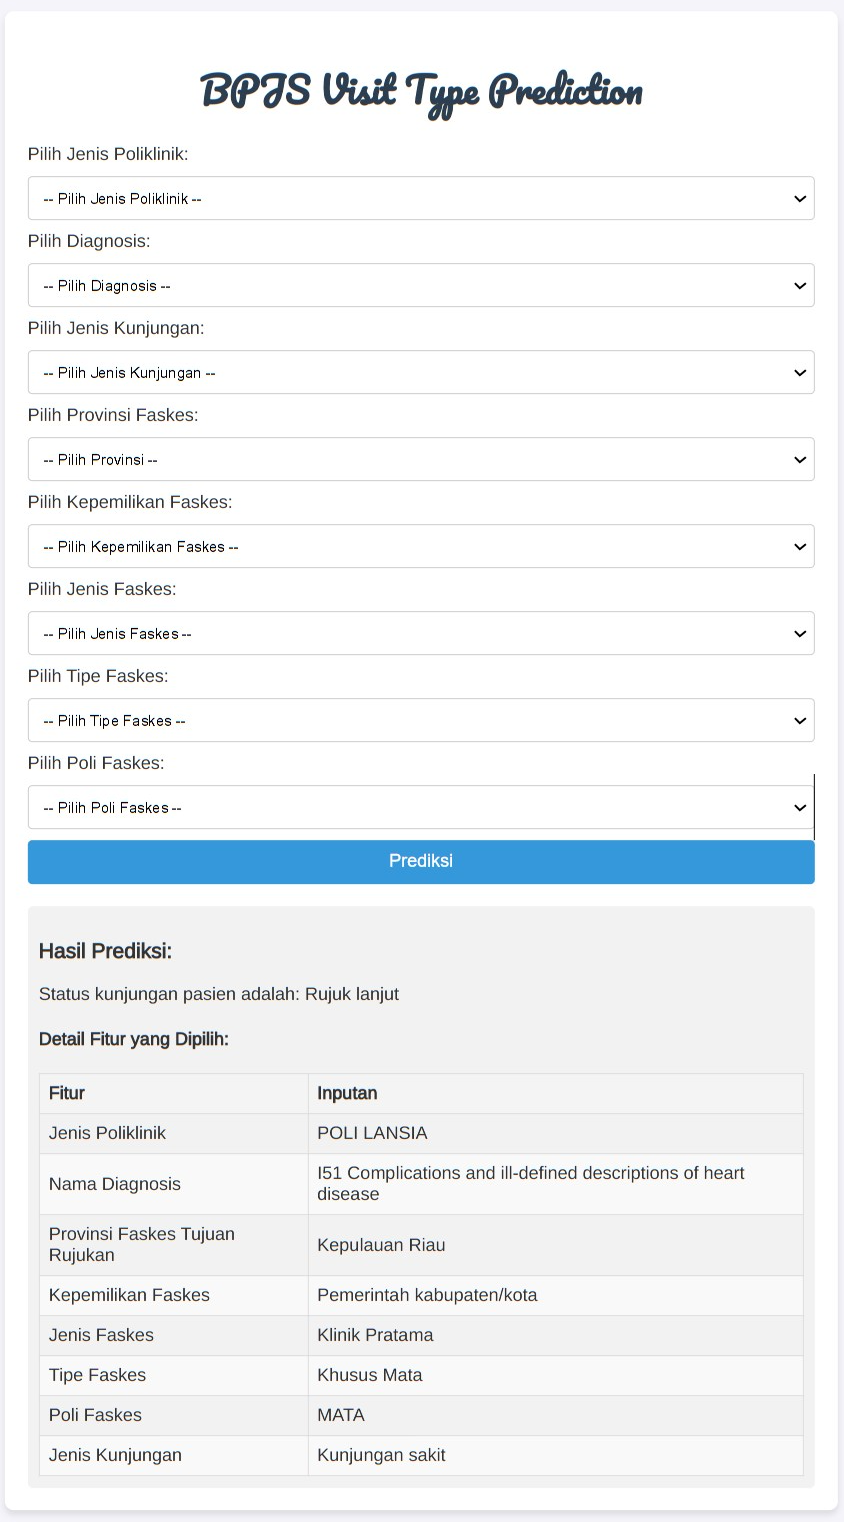 BPJS Visit Type Prediction
Pilih Jenis Poliklinik:
-- Pilih Jenis Poliklinik --
Pilih Diagnosis:
-- Pilih Diagnosis --
Pilih Jenis Kunjungan:
-- Pilih Jenis Kunjungan --
Pilih Provinsi Faskes:
-- Pilih Provinsi --
Pilih Kepemilikan Faskes:
-- Pilih Kepemilikan Faskes --
Pilih Jenis Faskes:
-- Pilih Jenis Faskes --
Pilih Tipe Faskes:
-- Pilih Tipe Faskes --
Pilih Poli Faskes:
-- Pilih Poli Faskes --
Prediksi
Hasil Prediksi:
Status kunjungan pasien adalah: Rujuk lanjut
Detail Fitur yang Dipilih:
Fitur Inputan
Jenis Poliklinik POLI LANSIA
Nama Diagnosis I51 Complications and ill-defined descriptions of heart
disease
Provinsi Faskes Tujuan
Rujukan Kepulauan Riau
Kepemilikan Faskes Pemerintah kabupaten/kota
Jenis Faskes Klinik Pratama
Tipe Faskes Khusus Mata
Poli Faskes MATA
Jenis Kunjungan Kunjungan sakit